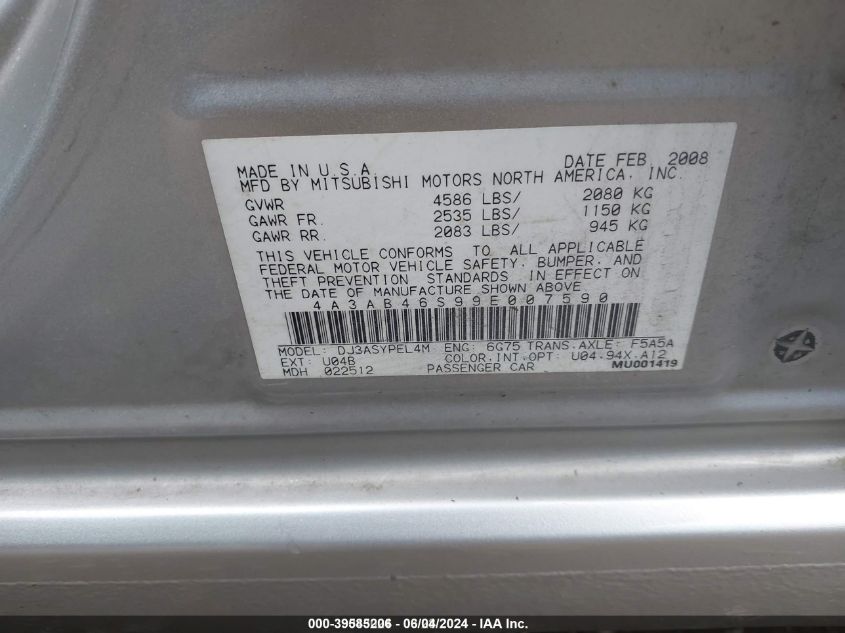 MADE IN U.S.A. DATE FEB. 2008
MFD BY MITSUBISHI MOTORS NORTH AMERICA, INC.
GVWR 4586 LBS/ 2080 KG
GAWR FR. 2535 LBS/ 1150 KG
GAWR RR. 2083 LBS/ 945 KG
THIS VEHICLE CONFORMS TO ALL APPLICABLE
FEDERAL MOTOR VEHICLE SAFETY, BUMPER, AND
THEFT PREVENTION STANDARDS IN EFFECT ON
THE DATE OF MANUFACTURE SHOWN ABOVE.
4A3AB46S99E007590
MODEL: DJ3ASYPEL4M ENG: 6G75 TRANS.AXLE: F5A5A
EXT: U04B COLOR.INT.OPT: U04.94X.A12
MDH 022512 PASSENGER CAR MU001419
000-39585206 - 06/04/2024 - IAA Inc.